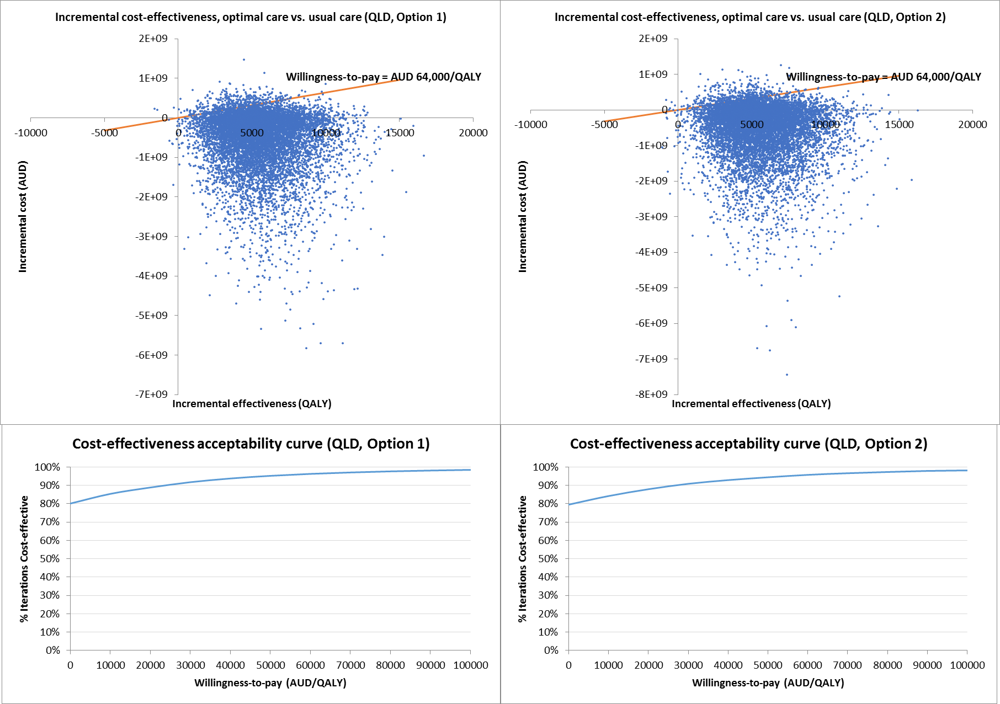 Incremental cost-effectiveness, optimal care vs. usual care (QLD, Option 1)
2E+09
1E+09
0
-1E+09
-2E+09
-3E+09
-4E+09
-5E+09
-6E+09
-7E+09
-10000 -5000 0 5000 10000 15000 20000
Willingness-to-pay = AUD 64,000/QALY
Incremental cost (AUD)
Incremental effectiveness (QALY)
Incremental cost-effectiveness, optimal care vs. usual care (QLD, Option 2)
2E+09
1E+09
0
-1E+09
-2E+09
-3E+09
-4E+09
-5E+09
-6E+09
-7E+09
-8E+09
-10000 -5000 0 5000 10000 15000 20000
Willingness-to-pay = AUD 64,000/QALY
Incremental cost (AUD)
Incremental effectiveness (QALY)
Cost-effectiveness acceptability curve (QLD, Option 1)
100%
90%
80%
70%
60%
50%
40%
30%
20%
10%
0%
% Iterations Cost-effective
0 10000 20000 30000 40000 50000 60000 70000 80000 90000 100000
Willingness-to-pay (AUD/QALY)
Cost-effectiveness acceptability curve (QLD, Option 2)
100%
90%
80%
70%
60%
50%
40%
30%
20%
10%
0%
% Iterations Cost-effective
0 10000 20000 30000 40000 50000 60000 70000 80000 90000 100000
Willingness-to-pay (AUD/QALY)